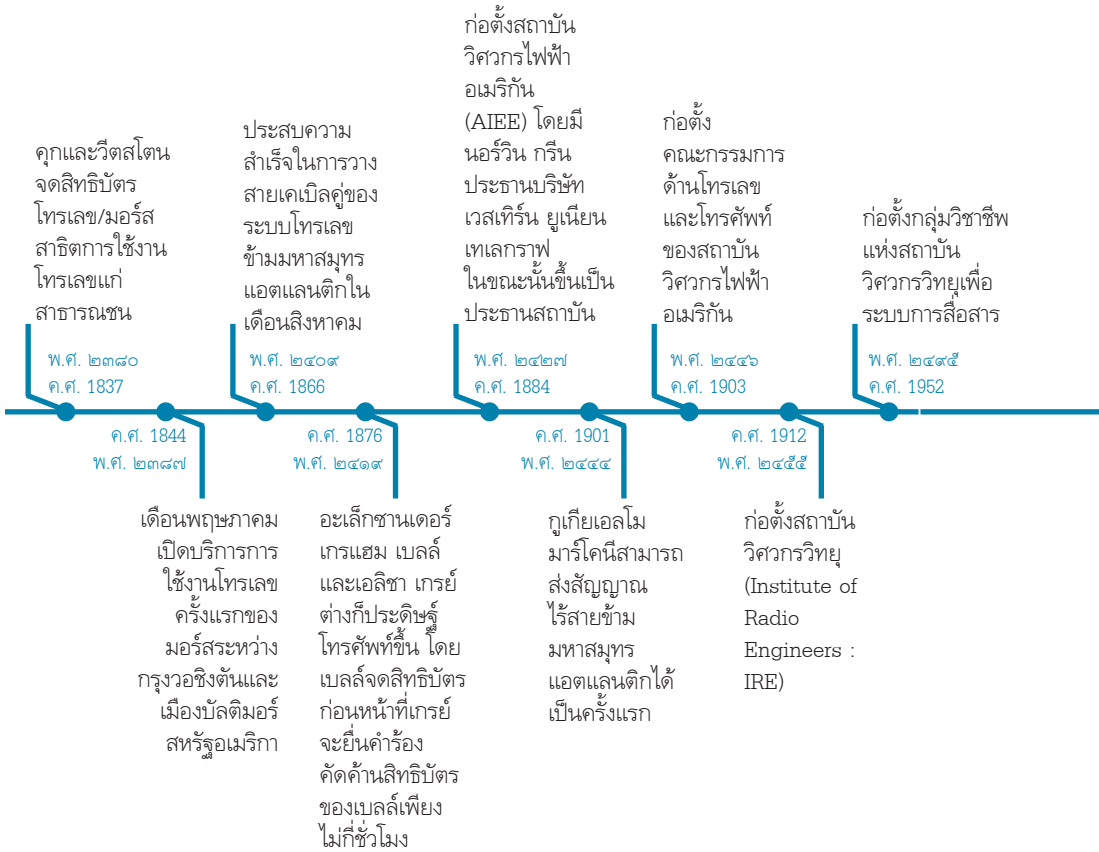 คุกและวีตสโตน
จดสิทธิบัตร
โทรเลข/มอร์ส
สาธิตการใช้งาน
โทรเลขแก่
สาธารณชน
พ.ศ. ๒๓๘๐
ค.ศ. 1837
ค.ศ. 1844
พ.ศ. ๒๓๘๗
เดือนพฤษภาคม
เปิดบริการการ
ใช้งานโทรเลข
ครั้งแรกของ
มอร์สระหว่าง
กรุงวอชิงตันและ
เมืองบัลติมอร์
สหรัฐอเมริกา
ประสบความ
สำเร็จในการวาง
สายเคเบิลคู่ของ
ระบบโทรเลข
ข้ามมหาสมุทร
แอตแลนติกใน
เดือนสิงหาคม
พ.ศ. ๒๔๐๙
ค.ศ. 1866
ค.ศ. 1876
พ.ศ. ๒๔๑๙
อะเล็กซานเดอร์
เกรแฮม เบลล์
และเอลิชา เกรย์
ต่างก็ประดิษฐ์
โทรศัพท์ขึ้น โดย
เบลล์จดสิทธิบัตร
ก่อนหน้าที่เกรย์
จะยื่นคำร้อง
คัดค้านสิทธิบัตร
ของเบลล์เพียง
ไม่กี่ชั่วโมง
ก่อตั้งสถาบัน
วิศวกรไฟฟ้า
อเมริกัน
(AIEE) โดยมี
นอร์วิน กรีน
ประธานบริษัท
เวสเทิร์น ยูเนียน
เทเลกราฟ
ในขณะนั้นขึ้นเป็น
ประธานสถาบัน
พ.ศ. ๒๔๒๗
ค.ศ. 1884
ค.ศ. 1901
พ.ศ. ๒๔๔๔
กูเกียเอลโม
มาร์โคนีสามารถ
ส่งสัญญาณ
ไร้สายข้าม
มหาสมุทร
แอตแลนติกได้
เป็นครั้งแรก
ก่อตั้ง
คณะกรรมการ
ด้านโทรเลข
และโทรศัพท์
ของสถาบัน
วิศวกรไฟฟ้า
อเมริกัน
พ.ศ. ๒๔๔๖
ค.ศ. 1903
ค.ศ. 1912
พ.ศ. ๒๔๕๕
ก่อตั้งสถาบัน
วิศวกรวิทยุ
(Institute of
Radio
Engineers :
IRE)
ก่อตั้งกลุ่มวิชาชีพ
แห่งสถาบัน
วิศวกรวิทยุเพื่อ
ระบบการสื่อสาร
พ.ศ. ๒๔๙๕
ค.ศ. 1952